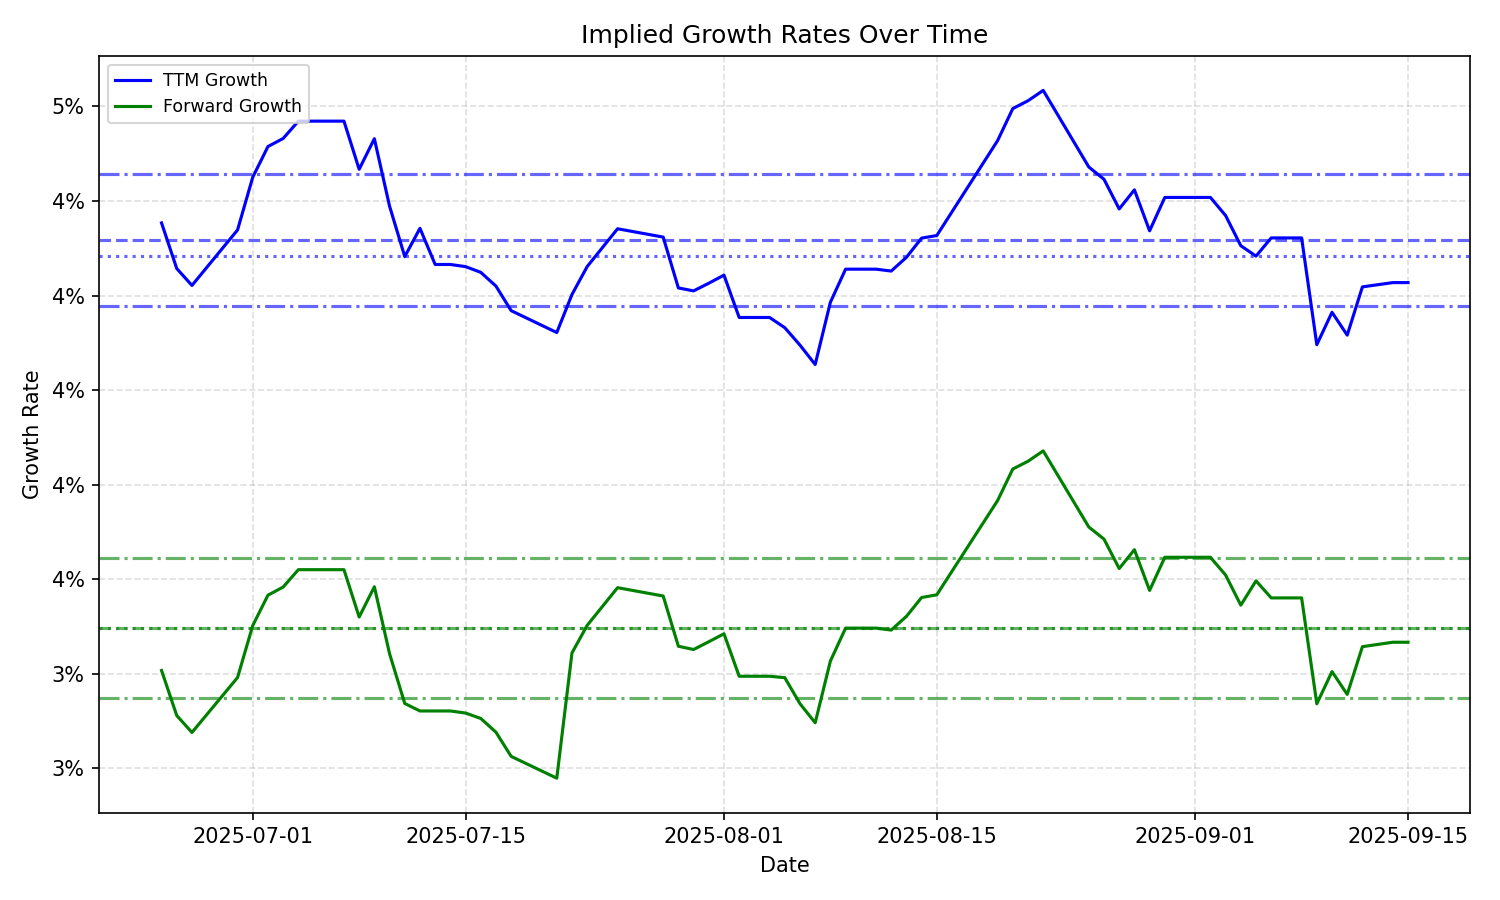 Implied Growth Rates Over Time
TTM Growth
Forward Growth
5%
4%
4%
4%
4%
4%
3%
3%
Growth Rate
2025-07-01
2025-07-15
2025-08-01
2025-08-15
2025-09-01
2025-09-15
Date